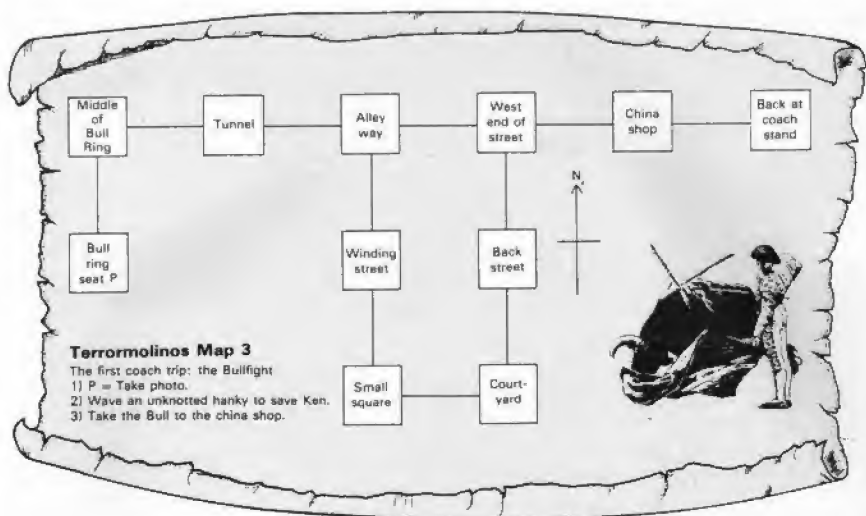 Middle
of
Bull
Ring
Tunnel
Alley
way
West
end of
street
China
shop
Back at
coach
stand
N
Bull
ring
seat P
Winding
street
Back
street
Small
square
Court-
yard
Terrormolinos Map 3
The first coach trip: the Bullfight
1) P = Take photo.
2) Wave an unknotted hanky to save Ken.
3) Take the Bull to the china shop.